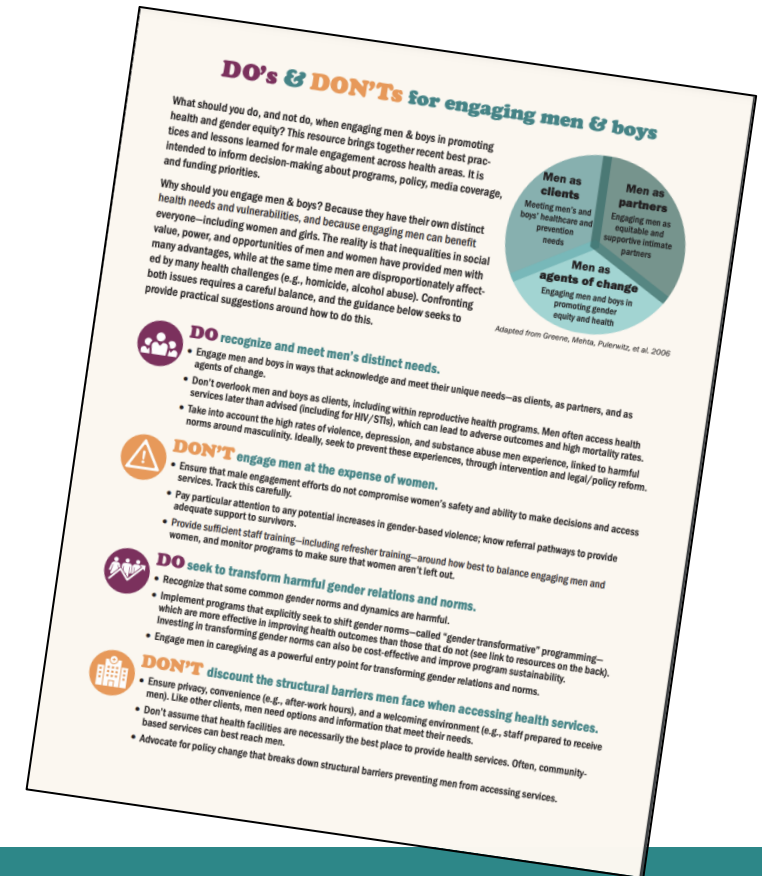 DO's & DON'Ts for engaging men & boys
What should you do, and not do, when engaging men & boys in promoting
health and gender equity? This resource brings together recent best prac-
tices and lessons learned for male engagement across health areas. It is
intended to inform decision-making about programs, policy, media coverage,
and funding priorities.
Why should you engage men & boys? Because they have their own distinct
health needs and vulnerabilities, and because engaging men can benefit
everyone—including women and girls. The reality is that inequalities in social
value, power, and opportunities of men and women have provided men with
many advantages, while at the same time men are disproportionately affect-
ed by many health challenges (e.g., homicide, alcohol abuse). Confronting
both issues requires a careful balance, and the guidance below seeks to
provide practical suggestions around how to do this.
Men as
clients
Meeting men's and
boys' healthcare and
prevention
needs
Men as
partners
Engaging men as
equitable and
supportive intimate
partners
Men as
agents of change
Engaging men and boys in
promoting gender
equity and health
Adapted from Greene, Mehta, Pulerwitz, et al. 2006
DO recognize and meet men's distinct needs.
• Engage men and boys in ways that acknowledge and meet their unique needs—as clients, as partners, and as
agents of change.
• Don't overlook men and boys as clients, including within reproductive health programs. Men often access health
services later than advised (including for HIV/STIs), which can lead to adverse outcomes and high mortality rates.
• Take into account the high rates of violence, depression, and substance abuse men experience, linked to harmful
norms around masculinity. Ideally, seek to prevent these experiences, through intervention and legal/policy reform.
DON'T engage men at the expense of women.
• Ensure that male engagement efforts do not compromise women's safety and ability to make decisions and access
services. Track this carefully.
• Pay particular attention to any potential increases in gender-based violence; know referral pathways to provide
adequate support to survivors.
• Provide sufficient staff training—including refresher training—around how best to balance engaging men and
women, and monitor programs to make sure that women aren't left out.
DO seek to transform harmful gender relations and norms.
• Recognize that some common gender norms and dynamics are harmful.
• Implement programs that explicitly seek to shift gender norms—called "gender transformative" programming—
which are more effective in improving health outcomes than those that do not (see link to resources on the back).
Investing in transforming gender norms can also be cost-effective and improve program sustainability.
• Engage men in caregiving as a powerful entry point for transforming gender relations and norms.
DON'T discount the structural barriers men face when accessing health services.
• Ensure privacy, convenience (e.g., after-work hours), and a welcoming environment (e.g., staff prepared to receive
men). Like other clients, men need options and information that meet their needs.
• Don't assume that health facilities are necessarily the best place to provide health services. Often, community-
based services can best reach men.
• Advocate for policy change that breaks down structural barriers preventing men from accessing services.